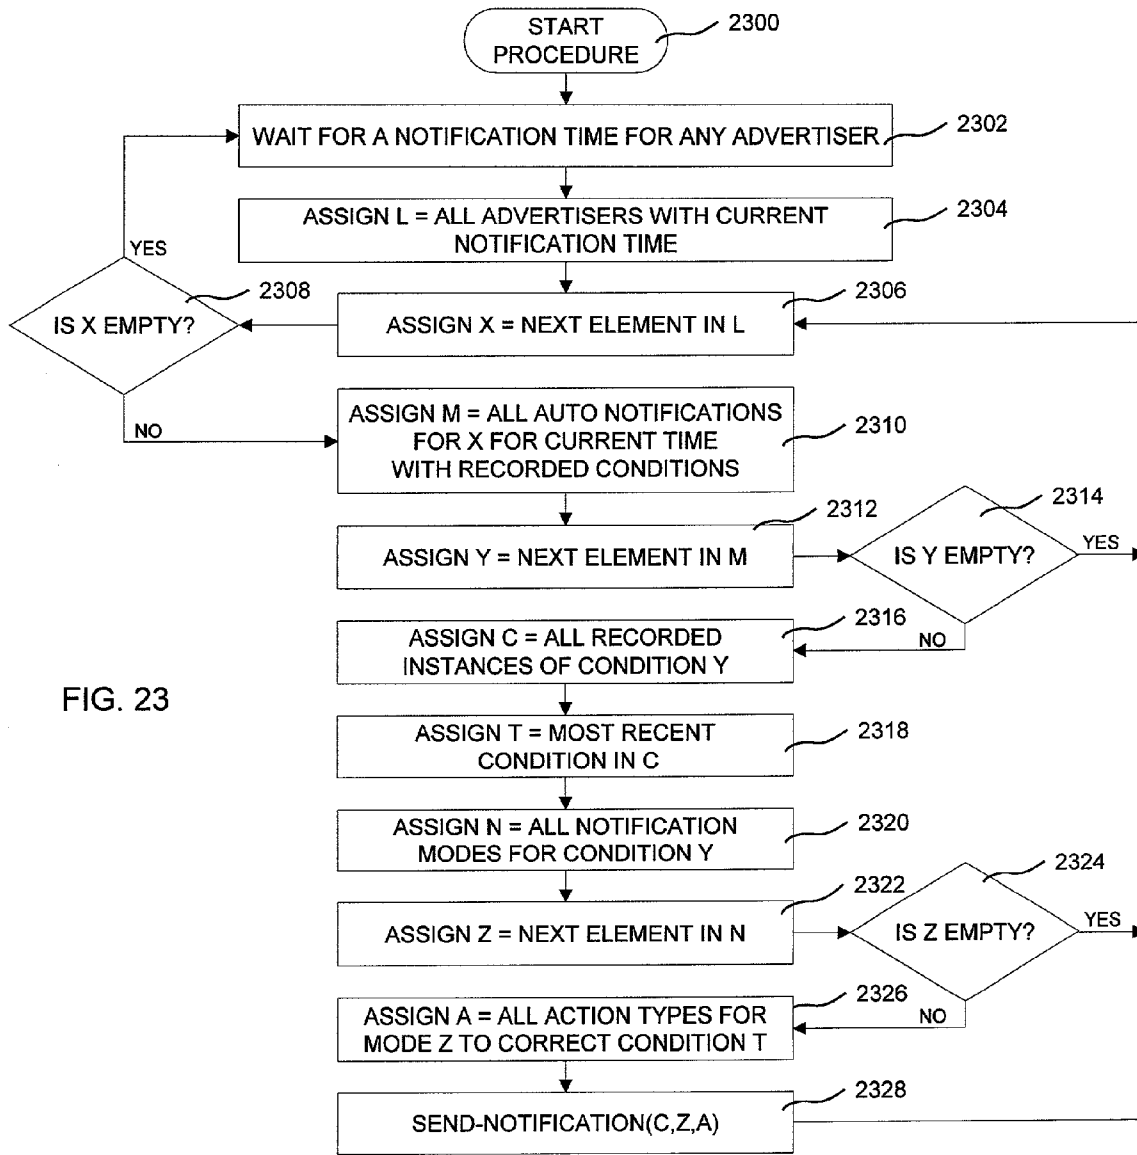 START
PROCEDURE
2300
WAIT FOR A NOTIFICATION TIME FOR ANY ADVERTISER
2302
ASSIGN L = ALL ADVERTISERS WITH CURRENT
NOTIFICATION TIME
2304
YES
IS X EMPTY?
2308
ASSIGN X = NEXT ELEMENT IN L
2306
NO
ASSIGN M = ALL AUTO NOTIFICATIONS
FOR X FOR CURRENT TIME
WITH RECORDED CONDITIONS
2310
ASSIGN Y = NEXT ELEMENT IN M
2312
IS Y EMPTY?
2314
YES
NO
ASSIGN C = ALL RECORDED
INSTANCES OF CONDITION Y
2316
FIG. 23
ASSIGN T = MOST RECENT
CONDITION IN C
2318
ASSIGN N = ALL NOTIFICATION
MODES FOR CONDITION Y
2320
ASSIGN Z = NEXT ELEMENT IN N
2322
IS Z EMPTY?
2324
YES
NO
ASSIGN A = ALL ACTION TYPES FOR
MODE Z TO CORRECT CONDITION T
2326
SEND-NOTIFICATION(C,Z,A)
2328